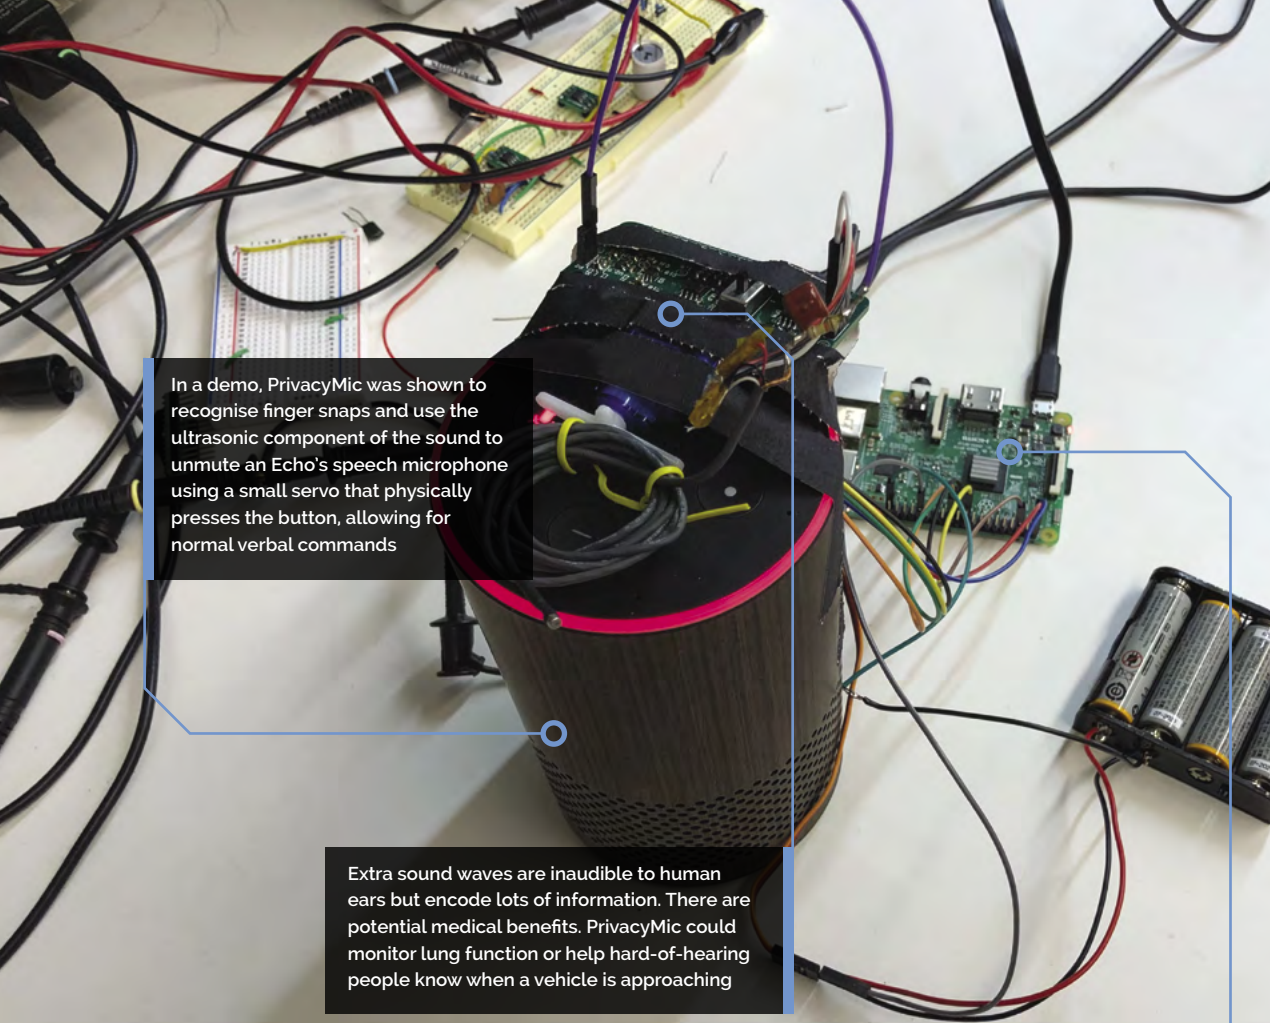 In a demo, PrivacyMic was shown to
recognise finger snaps and use the
ultrasonic component of the sound to
unmute an Echo's speech microphone
using a small servo that physically
presses the button, allowing for
normal verbal commands
Extra sound waves are inaudible to human
ears but encode lots of information. There are
potential medical benefits. PrivacyMic could
monitor lung function or help hard-of-hearing
people know when a vehicle is approaching